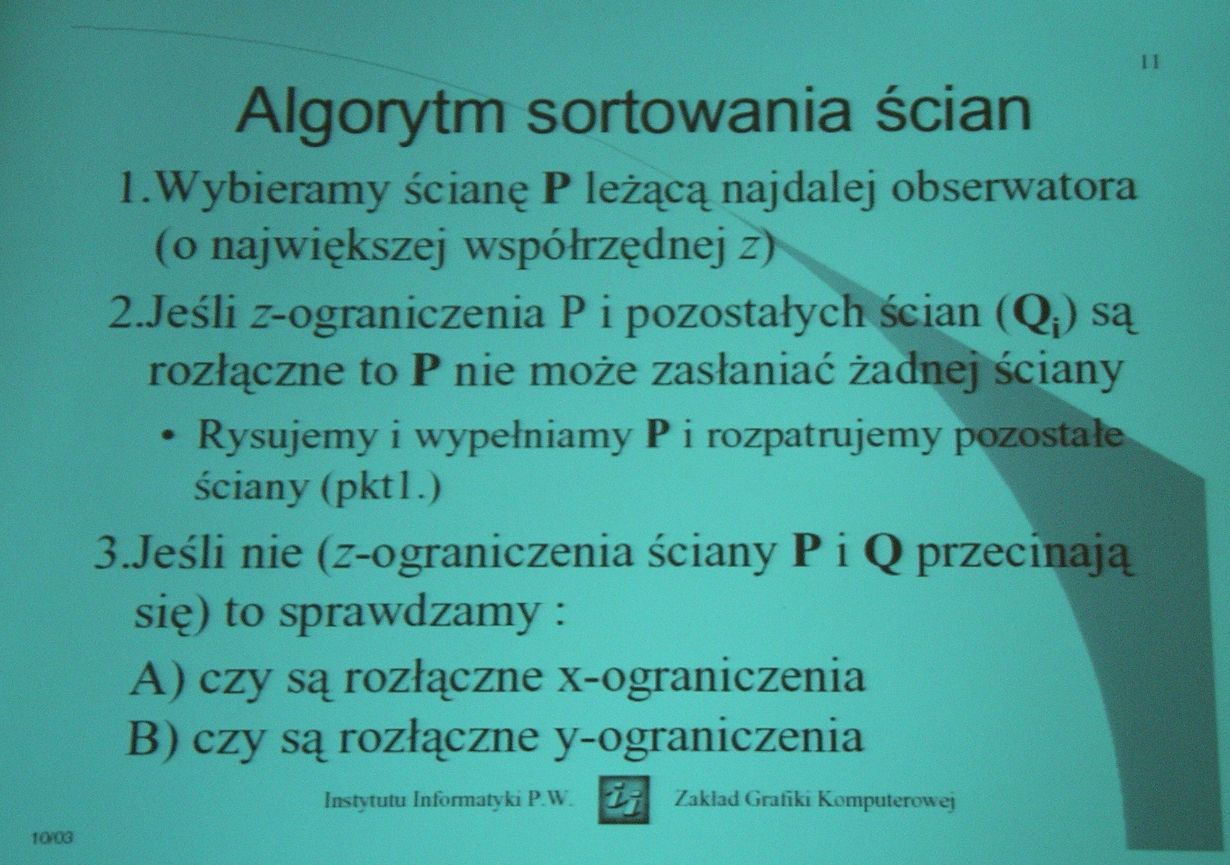 11
Algorytm sortowania ścian
1.Wybieramy ścianę P leżącą najdalej obserwatora
(o największej współrzędnej z)
2.Jeśli z-ograniczenia P i pozostałych ścian (Qi) są
rozłączne to P nie może zasłaniać żadnej ściany
• Rysujemy i wypełniamy P i rozpatrujemy pozostałe
ściany (pkt1.)
3.Jeśli nie (z-ograniczenia ściany P i Q przecinają
się) to sprawdzamy :
A) czy są rozłączne x-ograniczenia
B) czy są rozłączne y-ograniczenia
Instytutu Informatyki P.W. ii Zakład Grafiki Komputerowej
10/03